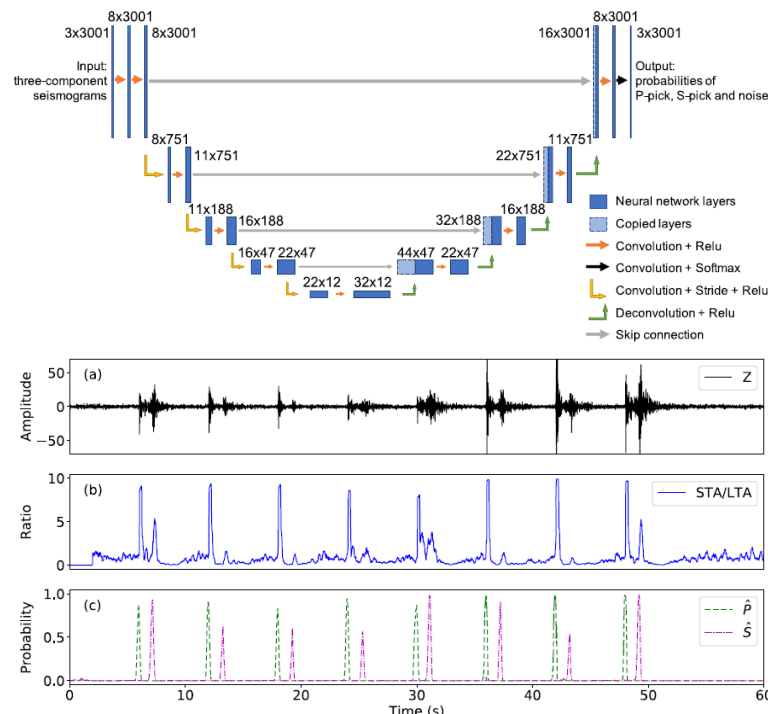 8x3001
3x3001
8x3001
Input:
three-component
seismograms
8x3001
16x3001
3x3001
Output:
probabilities of
P-pick, S-pick and noise
8x751
11x751
22x751
11x751
11x188
16x188
32x188
16x188
16x47
22x47
44x47
22x47
22x12
32x12
Neural network layers
Copied layers
Convolution + Relu
Convolution + Softmax
Convolution + Stride + Relu
Deconvolution + Relu
Skip connection
(a)
Z
Amplitude
50
0
−50
(b)
STA/LTA
Ratio
10
5
0
(c)
P̂
Ŝ
Probability
1.0
0.5
0.0
0 10 20 30 40 50 60
Time (s)